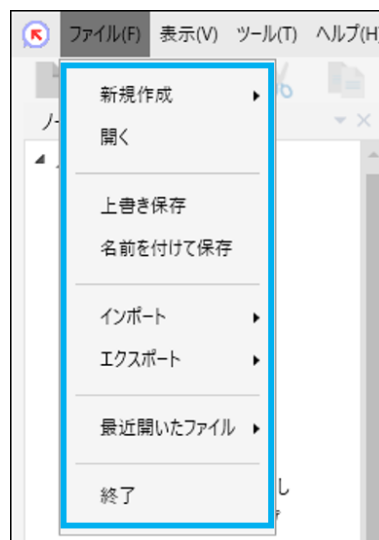 ファイル(F) 表示(V) ツール(T) ヘルプ(H)
新規作成
開く
上書き保存
名前を付けて保存
インポート
エクスポート
最近開いたファイル
終了
し